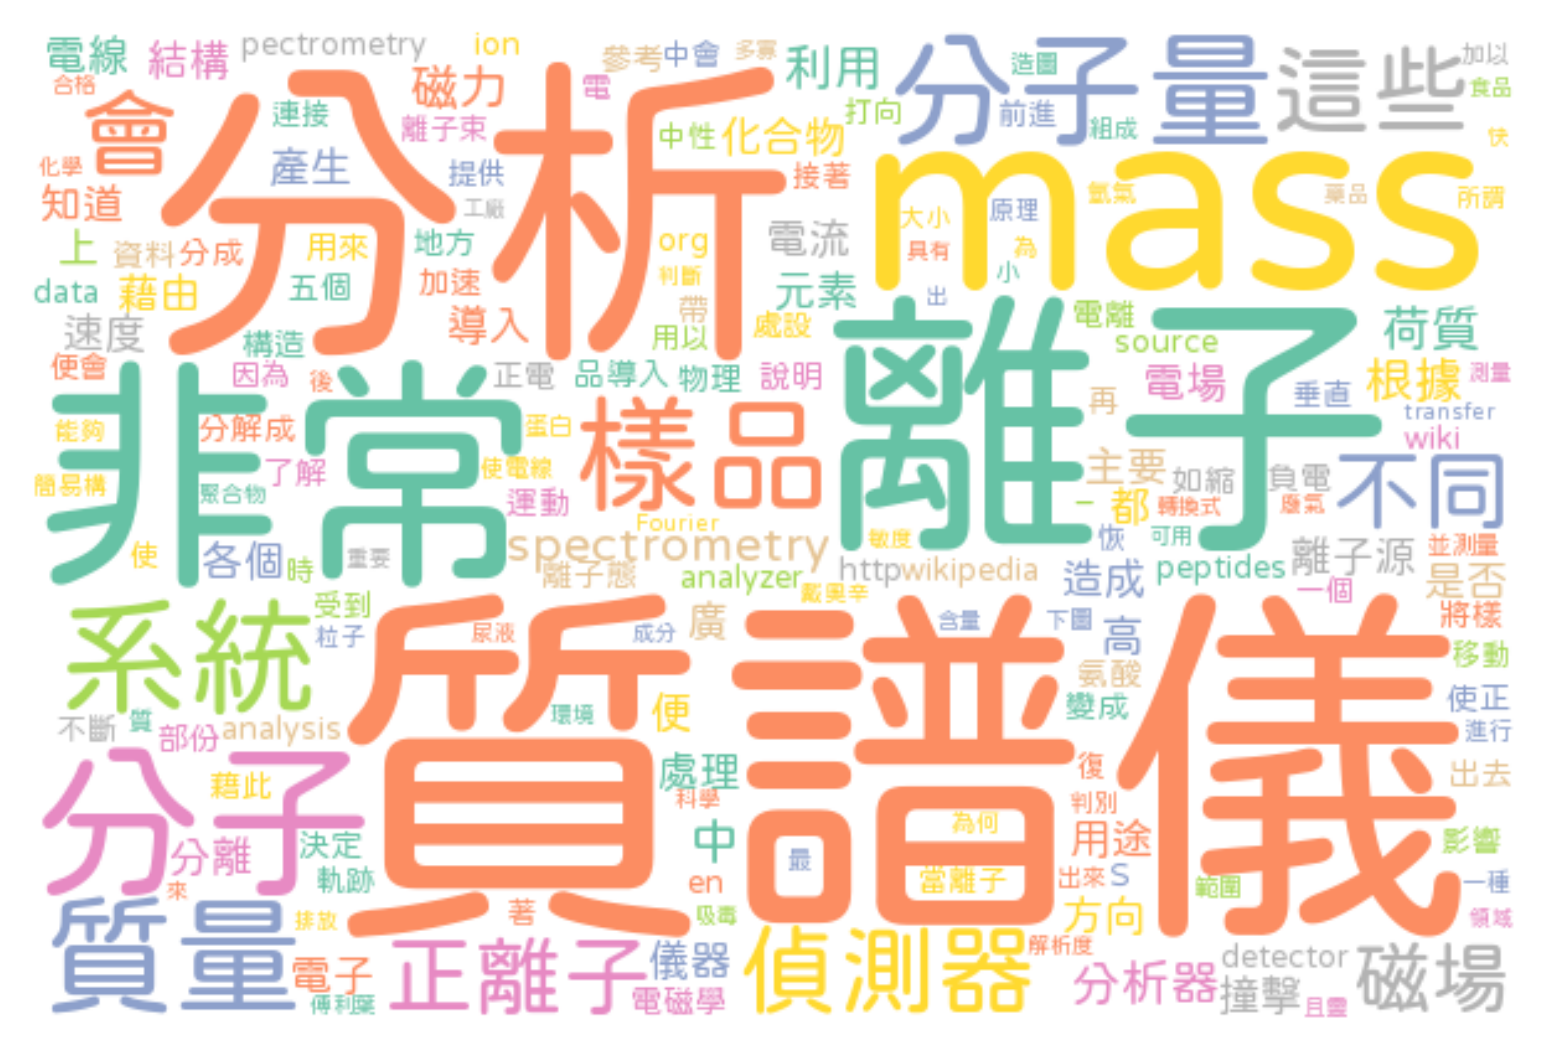 電線
結構
pectrometry
ion
參考
中會
多寡
利用
分子量
造圖
這些
加以
合格
會
連接
磁力
離子束
分析
電
中性
化合物
打向
前進
組成
食品
快
化學
知道
產生
提供
工廠
接著
mass
大小
原理
氬氣
藥品
所謂
上
資料
分成
用來
地方
org
電流
具有
為
小
data
藉由
五個
加速
判斷
帶
元素
出
速度
構造
導入
用以
處設
離子
電離
荷質
source
便會
因為
後
正電
品導入
物理
說明
電場
根據
測量
非常
樣品
再
垂直
transfer
wiki
能夠
分解成
蛋白
了解
使電線
簡易構
聚合物
運動
主要
如縮
負電
不同
一
都
轉換式
廢氣
Fourier
使
各個
時
重要
spectrometry
敏度
恢
可用
離子源
並測量
離子態
analyzer
http
wikipedia
造成
peptides
是否
戴奧辛
一個
系統
受到
粒子
尿液
成分
廣
含量
下圖
高
將樣
移動
質譜儀
氨酸
變成
使正
不斷
質
部份
analysis
環境
便
進行
分子
藉此
處理
科學
復
判別
出去
分離
決定
軌跡
來
中
為何
最
用途
影響
en
當離子
出來
S
範圍
一種
質量
排放
著
吸毒
方向
領域
電子
正離子
儀器
偵測器
解析度
detector
磁場
傅利葉
電磁學
分析器
撞擊
且靈